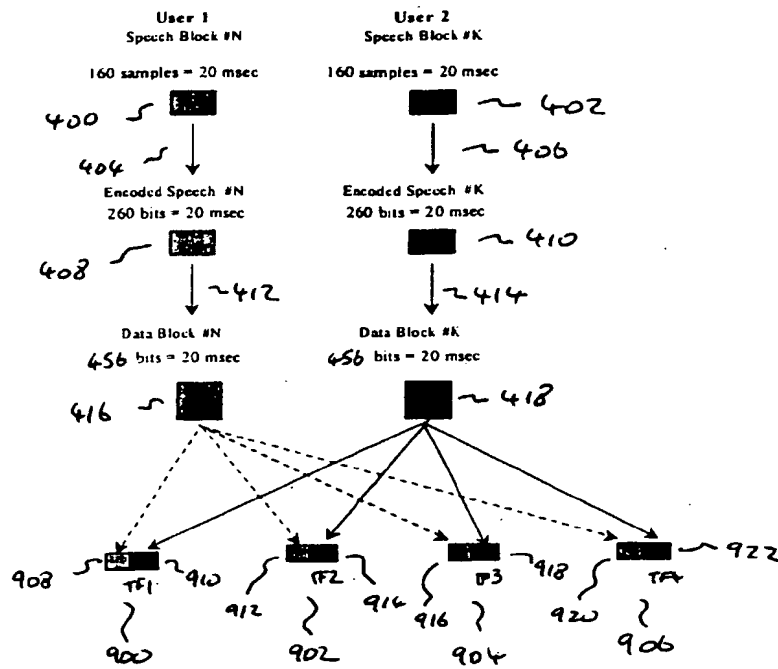 User 1 User 2
Speech Block #N Speech Block #K
160 samples = 20 msec 160 samples = 20 msec
400 402
404 406
Encoded Speech #N Encoded Speech #K
260 bits = 20 msec 260 bits = 20 msec
408 410
412 414
Data Block #N Data Block #K
456 bits = 20 msec 456 bits = 20 msec
416 418
908 TF1 910 912 TF2 914 916 TF3 918 920 TF4 922
900 902 904 906